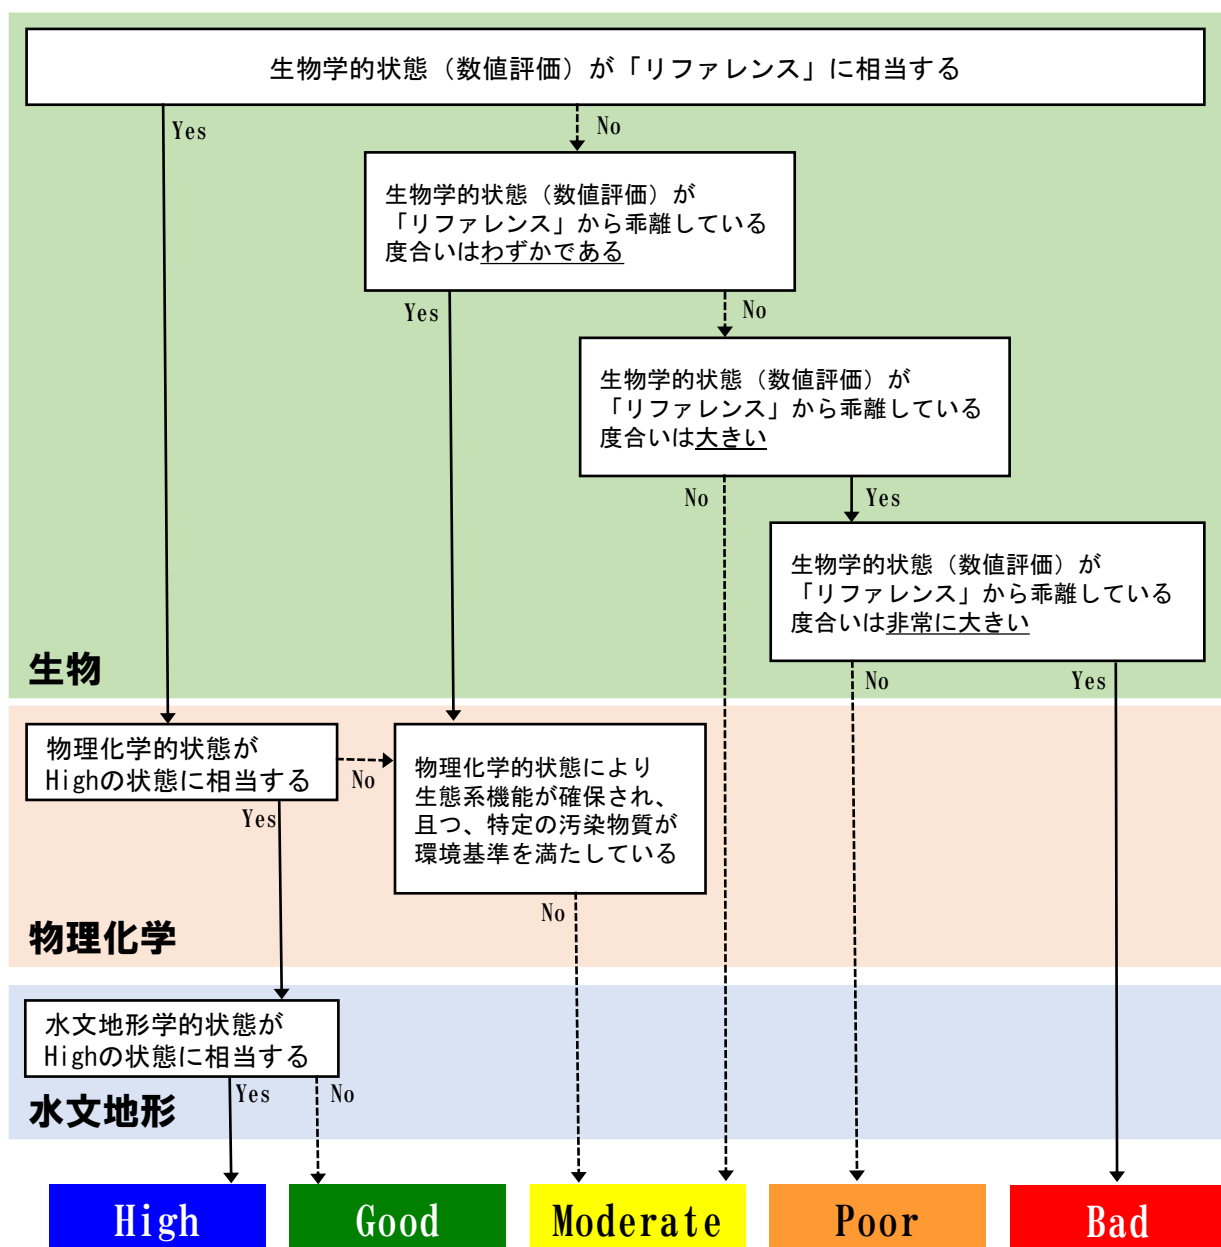 生物学的状態（数値評価）が「リファレンス」に相当する
Yes
No
生物学的状態（数値評価）が
「リファレンス」から乖離している
度合いはわずかである
Yes
No
生物学的状態（数値評価）が
「リファレンス」から乖離している
度合いは大きい
No
Yes
生物学的状態（数値評価）が
「リファレンス」から乖離している
度合いは非常に大きい
No
Yes
生物
物理化学的状態が
Highの状態に相当する
No
Yes
物理化学的状態により
生態系機能が確保され、
且つ、特定の汚染物質が
環境基準を満たしている
No
物理化学
水文地形学的状態が
Highの状態に相当する
Yes
No
水文地形
High
Good
Moderate
Poor
Bad